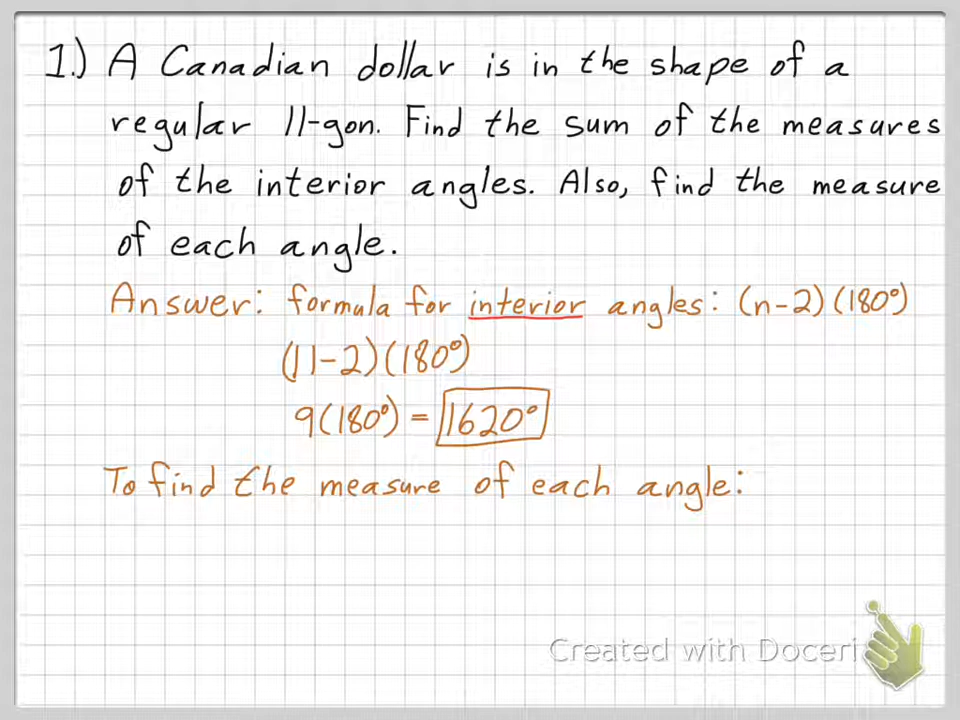 1.) A Canadian dollar is in the shape of a
regular 11-gon. Find the sum of the measures
of the interior angles. Also, find the measure
of each angle.
Answer: formula for interior angles: (n-2)(180°)
(11-2)(180°)
9(180°) = 1620°
To find the measure of each angle:
Created with Doceri